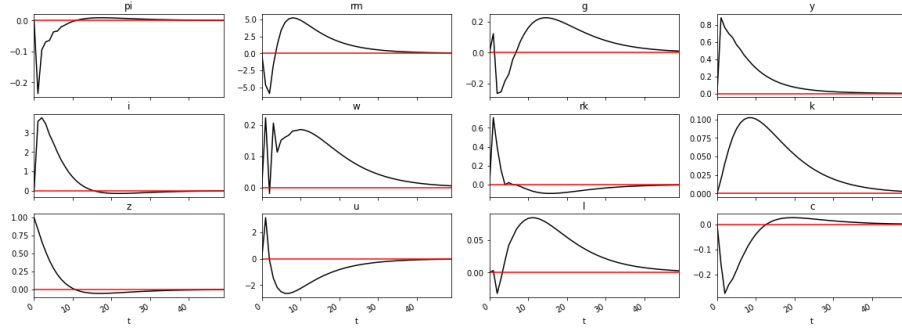 pi rm g y
0.0 5.0 0.2 0.8
−0.1 2.5 0.0 0.6
−0.2 0.0 −0.2 0.4
−2.5 0.2
−5.0 0.0
i w rk k
3 0.2 0.6 0.100
2 0.1 0.4 0.075
1 0.0 0.2 0.050
0 0.0 0.025
0.000
z u l c
1.00 2 0.05 0.0
0.75 0 0.00 −0.1
0.50 −2 −0.2
0.25
0.00
0 10 20 30 40 0 10 20 30 40 0 10 20 30 40 0 10 20 30 40
t t t t